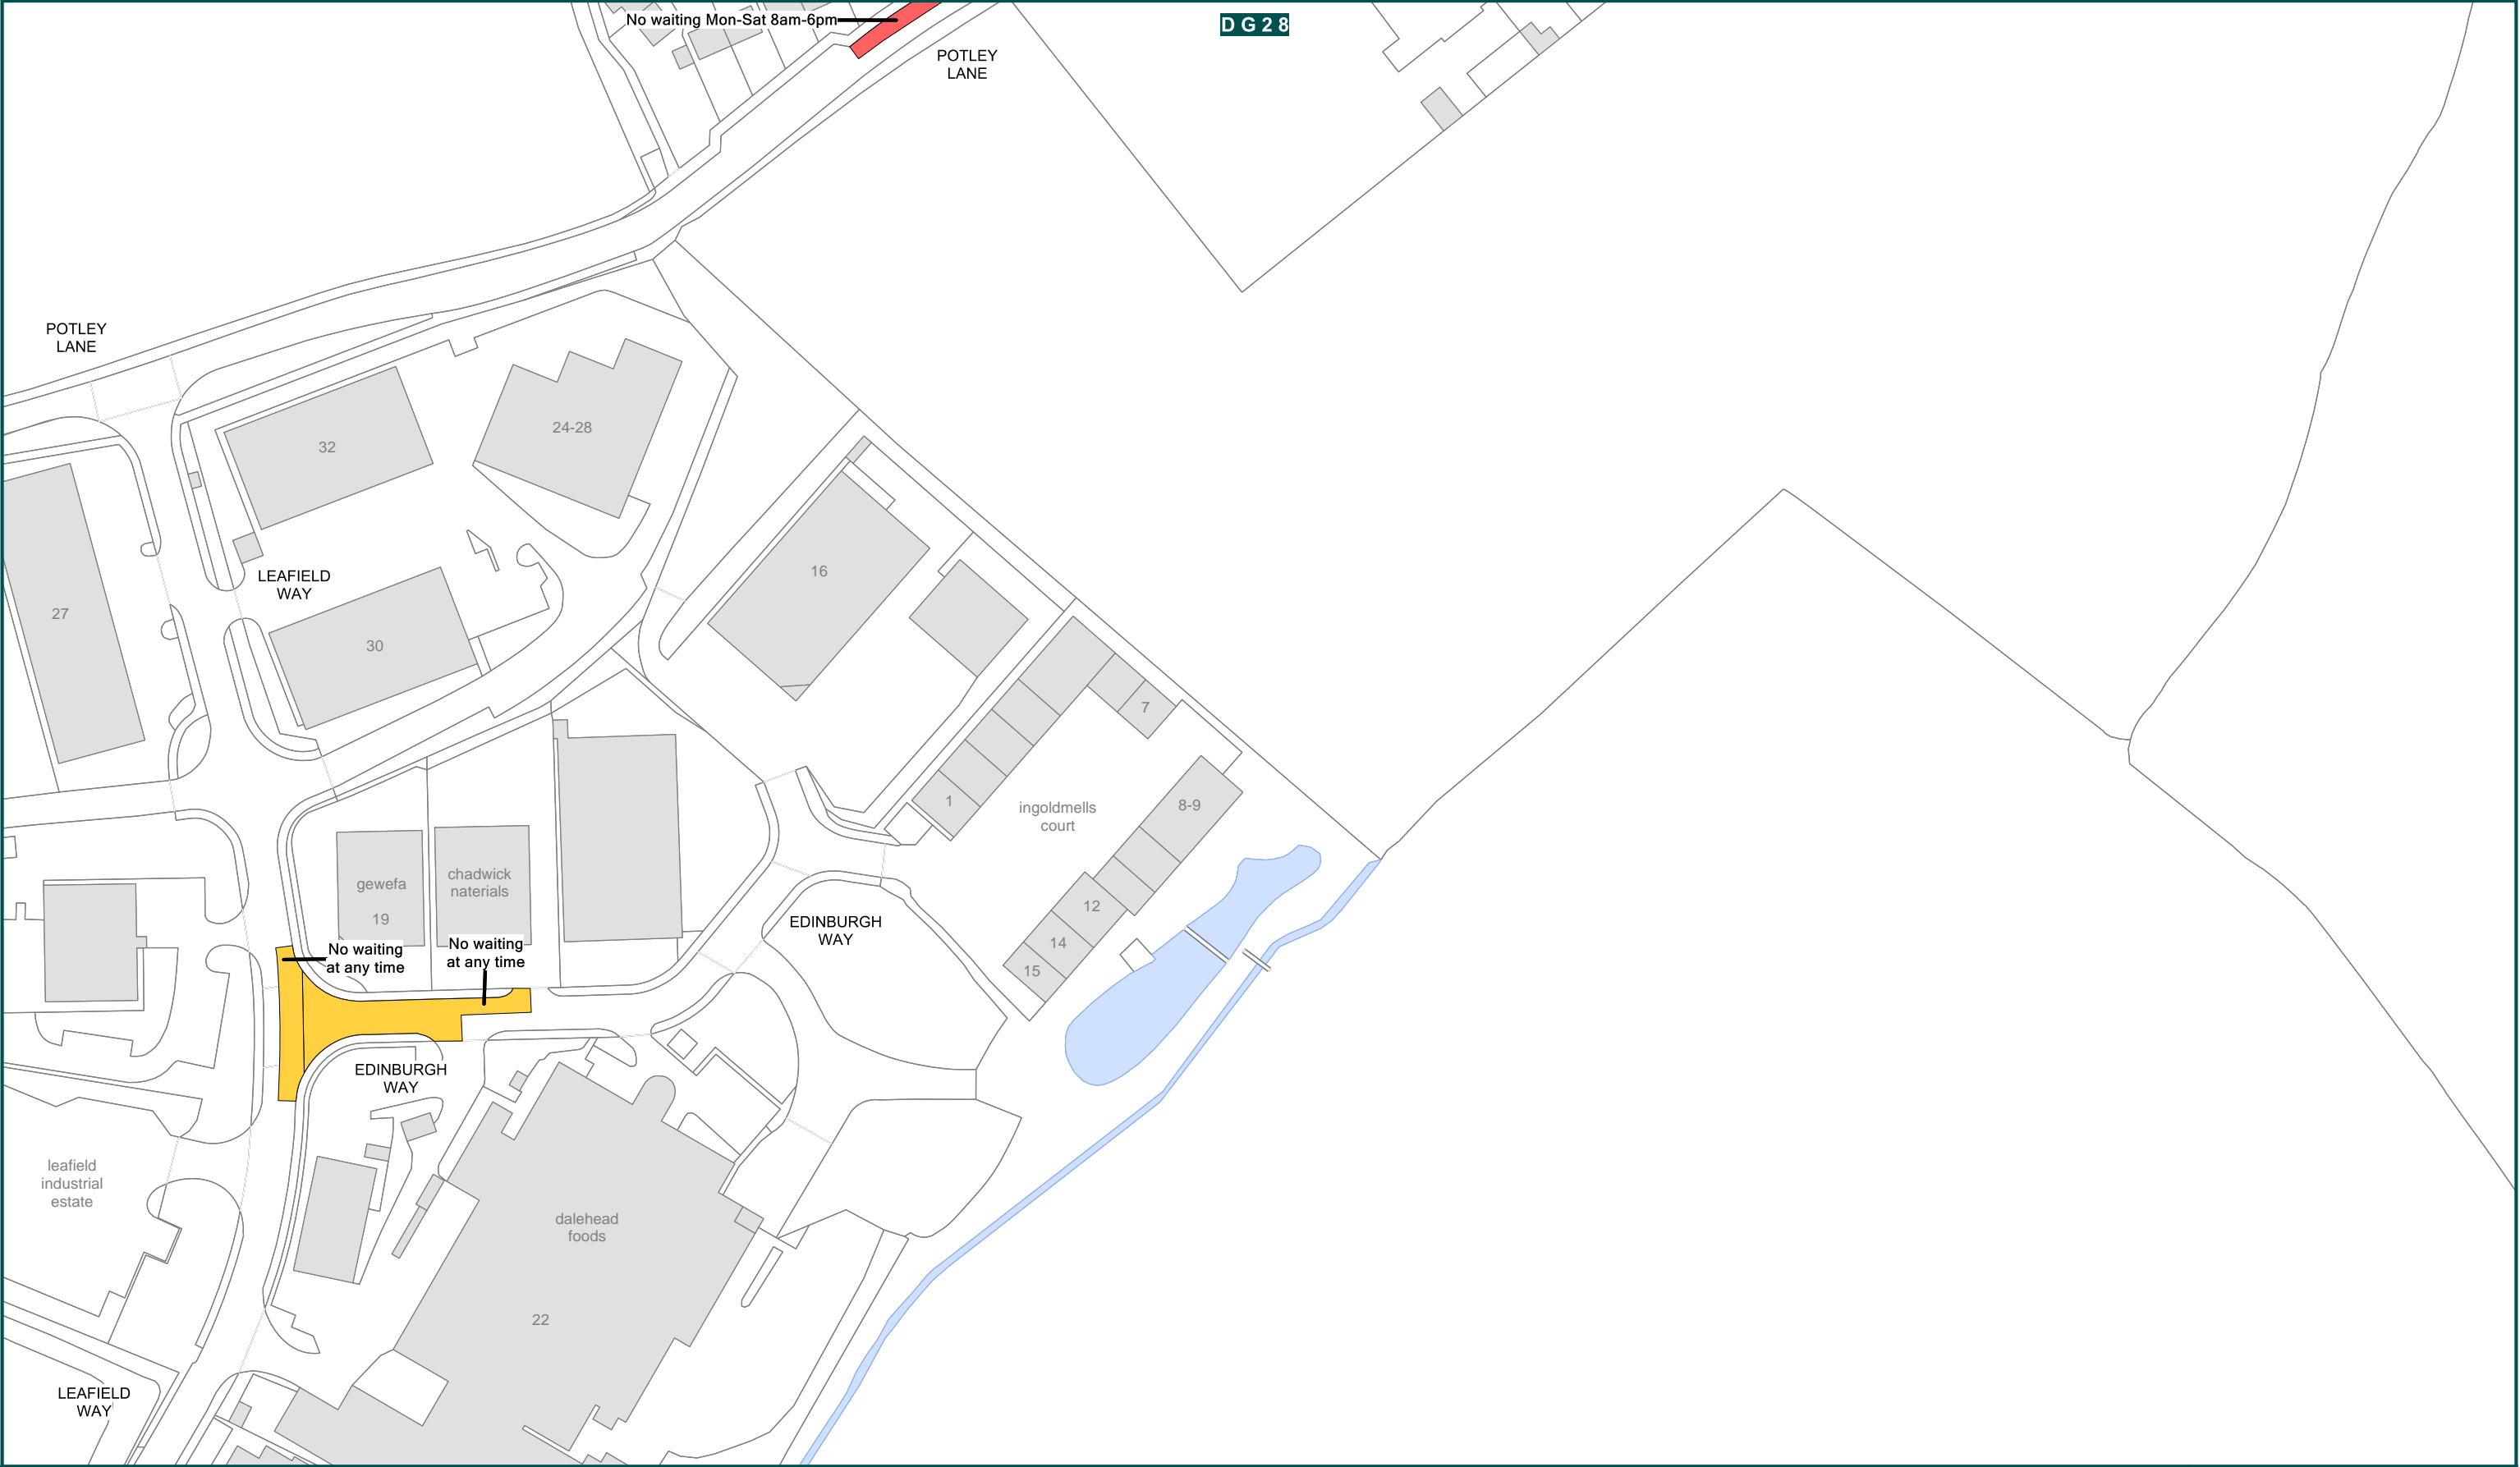 No waiting Mon-Sat 8am-6pm
DG28
POTLEY
LANE
POTLEY
LANE
32
24-28
LEAFIELD
WAY
16
27
30
7
1
ingoldmells
court
8-9
gewefa
19
chadwick
naterials
12
EDINBURGH
WAY
14
15
No waiting
at any time
No waiting
at any time
EDINBURGH
WAY
leafield
industrial
estate
dalehead
foods
22
LEAFIELD
WAY